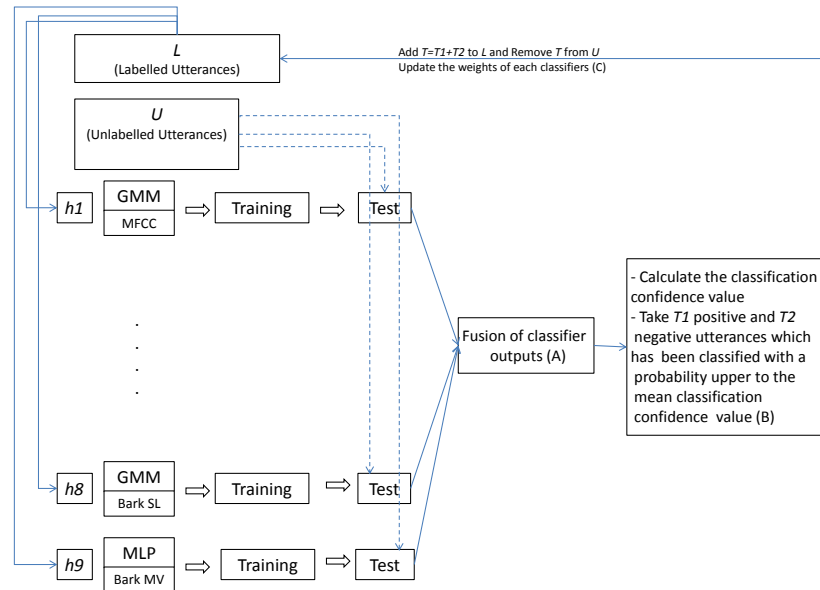 L
(Labelled Utterances)
Add T=T1+T2 to L and Remove T from U
Update the weights of each classifiers (C)
U
(Unlabelled Utterances)
h1
GMM
MFCC
Training
Test
.
.
.
.
Fusion of classifier
outputs (A)
- Calculate the classification
confidence value
- Take T1 positive and T2
negative utterances which
has been classified with a
probability upper to the
mean classification
confidence value (B)
h8
GMM
Bark SL
Training
Test
h9
MLP
Bark MV
Training
Test